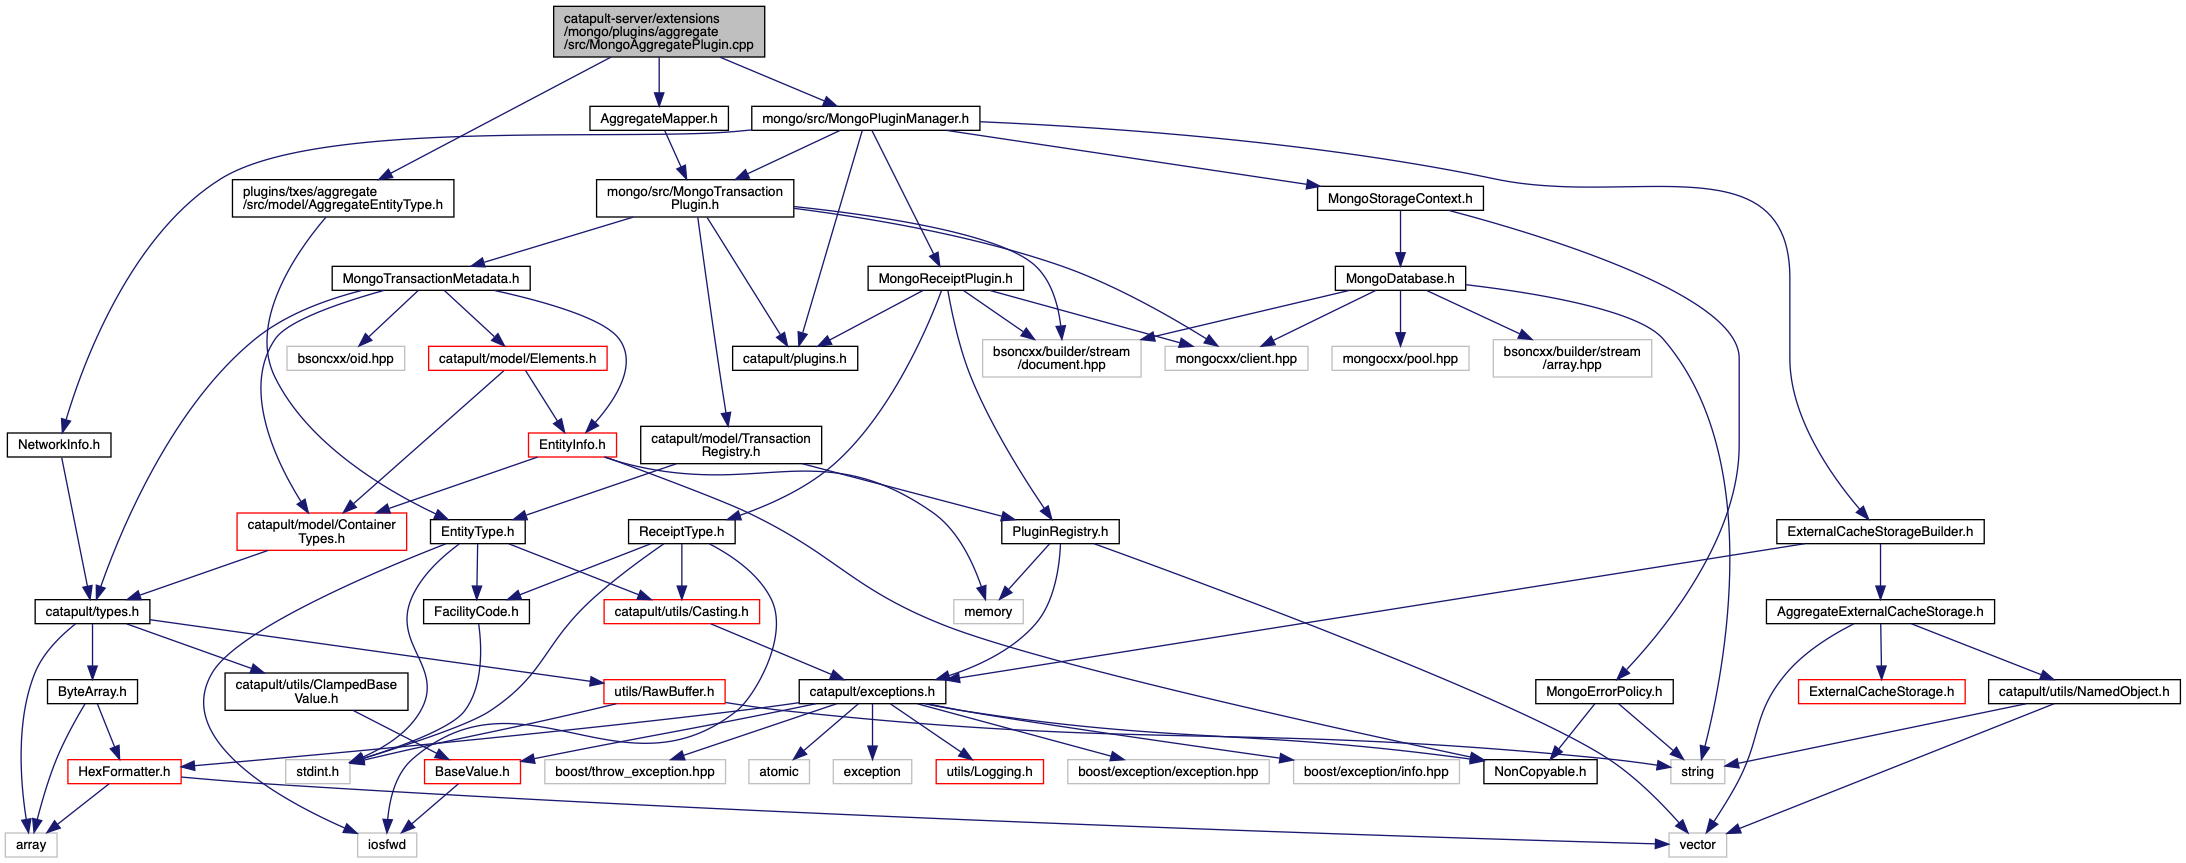 catapult-server/extensions
/mongo/plugins/aggregate
/src/MongoAggregatePlugin.cpp
AggregateMapper.h
mongo/src/MongoPluginManager.h
plugins/txes/aggregate
/src/model/AggregateEntityType.h
mongo/src/MongoTransaction
Plugin.h
MongoStorageContext.h
MongoTransactionMetadata.h
MongoReceiptPlugin.h
MongoDatabase.h
bsoncxx/oid.hpp
catapult/model/Elements.h
catapult/plugins.h
bsoncxx/builder/stream
/document.hpp
mongocxx/client.hpp
mongocxx/pool.hpp
bsoncxx/builder/stream
/array.hpp
NetworkInfo.h
EntityInfo.h
catapult/model/Transaction
Registry.h
catapult/model/Container
Types.h
EntityType.h
ReceiptType.h
PluginRegistry.h
ExternalCacheStorageBuilder.h
catapult/types.h
FacilityCode.h
catapult/utils/Casting.h
memory
AggregateExternalCacheStorage.h
ByteArray.h
catapult/utils/ClampedBase
Value.h
utils/RawBuffer.h
catapult/exceptions.h
MongoErrorPolicy.h
ExternalCacheStorage.h
catapult/utils/NamedObject.h
HexFormatter.h
stdint.h
BaseValue.h
boost/throw_exception.hpp
atomic
exception
utils/Logging.h
boost/exception/exception.hpp
boost/exception/info.hpp
NonCopyable.h
string
array
iosfwd
vector